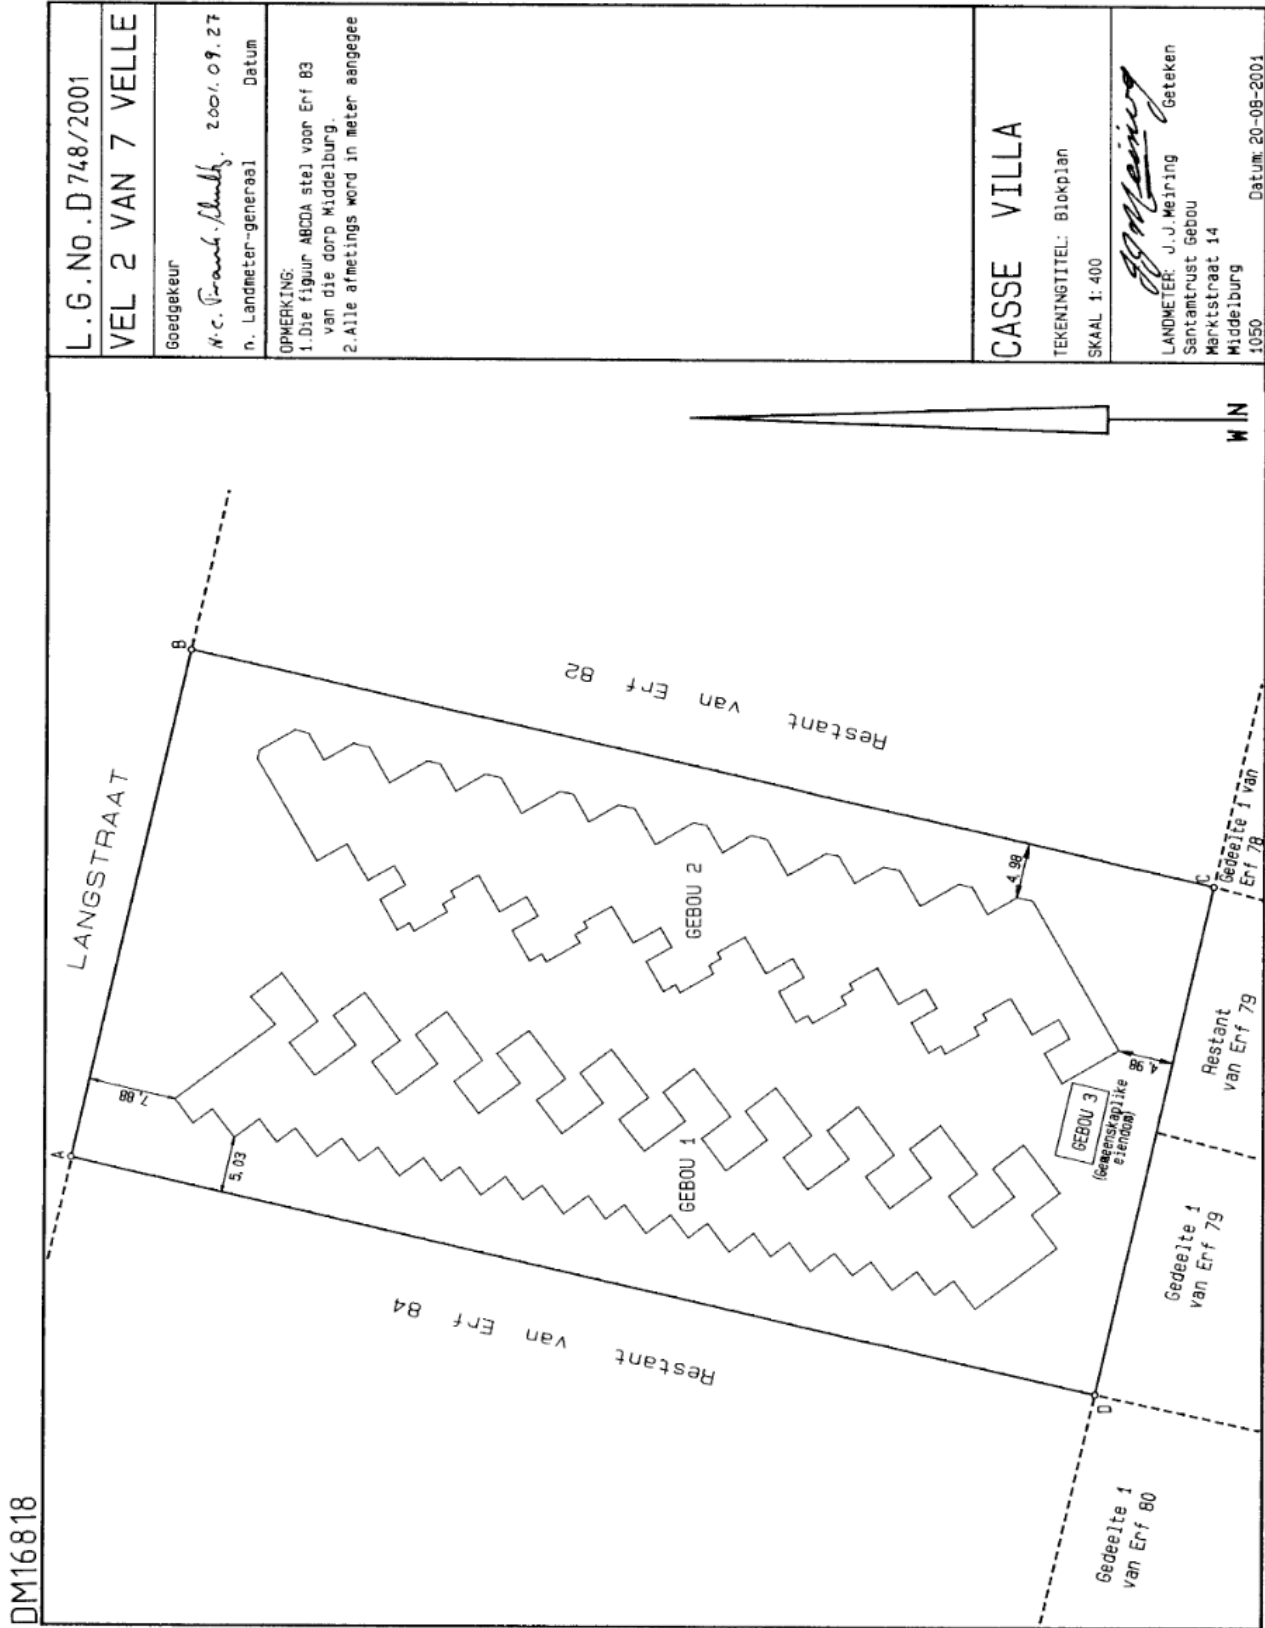 DM16818
L.G.No.D 748/2001
VEL 2 VAN 7 VELLE
Goedgekeur
2001.09.27
n. Landmeter-generaal Datum
OPMERKING:
1.Die figuur ABCDA stel voor Erf 83
van die dorp Middelburg.
2.Alle afmetings word in meter aangegee
CASSE VILLA
TEKENINGTITEL: Blokplan
SKAAL 1: 400
LANDMETER: J.J.Meiring Geteken
Santamtrust Gebou
Marktstraat 14
Middelburg
1050 Datum: 20-08-2001
LANGSTRAAT
A
B
C
D
7,88
5,03
4,98
4,98
GEBOU 1
GEBOU 2
GEBOU 3
(Gemeenskaplike
eiendom)
Restant van Erf 82
Restant van Erf 84
Gedeelte 1 van
Erf 78
Restant
van Erf 79
Gedeelte 1
van Erf 79
Gedeelte 1
van Erf 80
W N